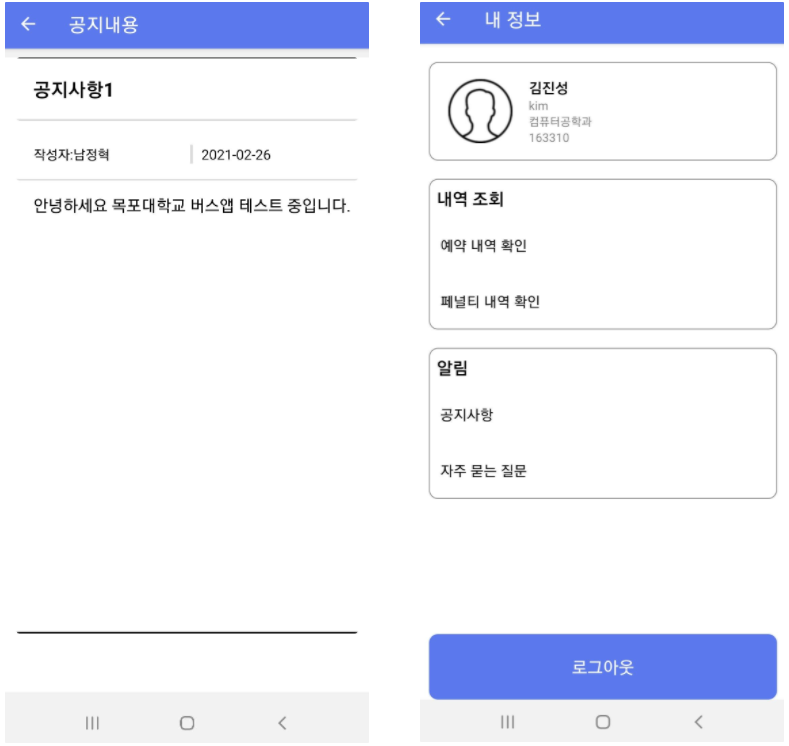 공지내용
공지사항1
작성자:남정혁
2021-02-26
안녕하세요 목포대학교 버스앱 테스트 중입니다.
내 정보
김진성
kim
컴퓨터공학과
163310
내역 조회
예약 내역 확인
페널티 내역 확인
알림
공지사항
자주 묻는 질문
로그아웃